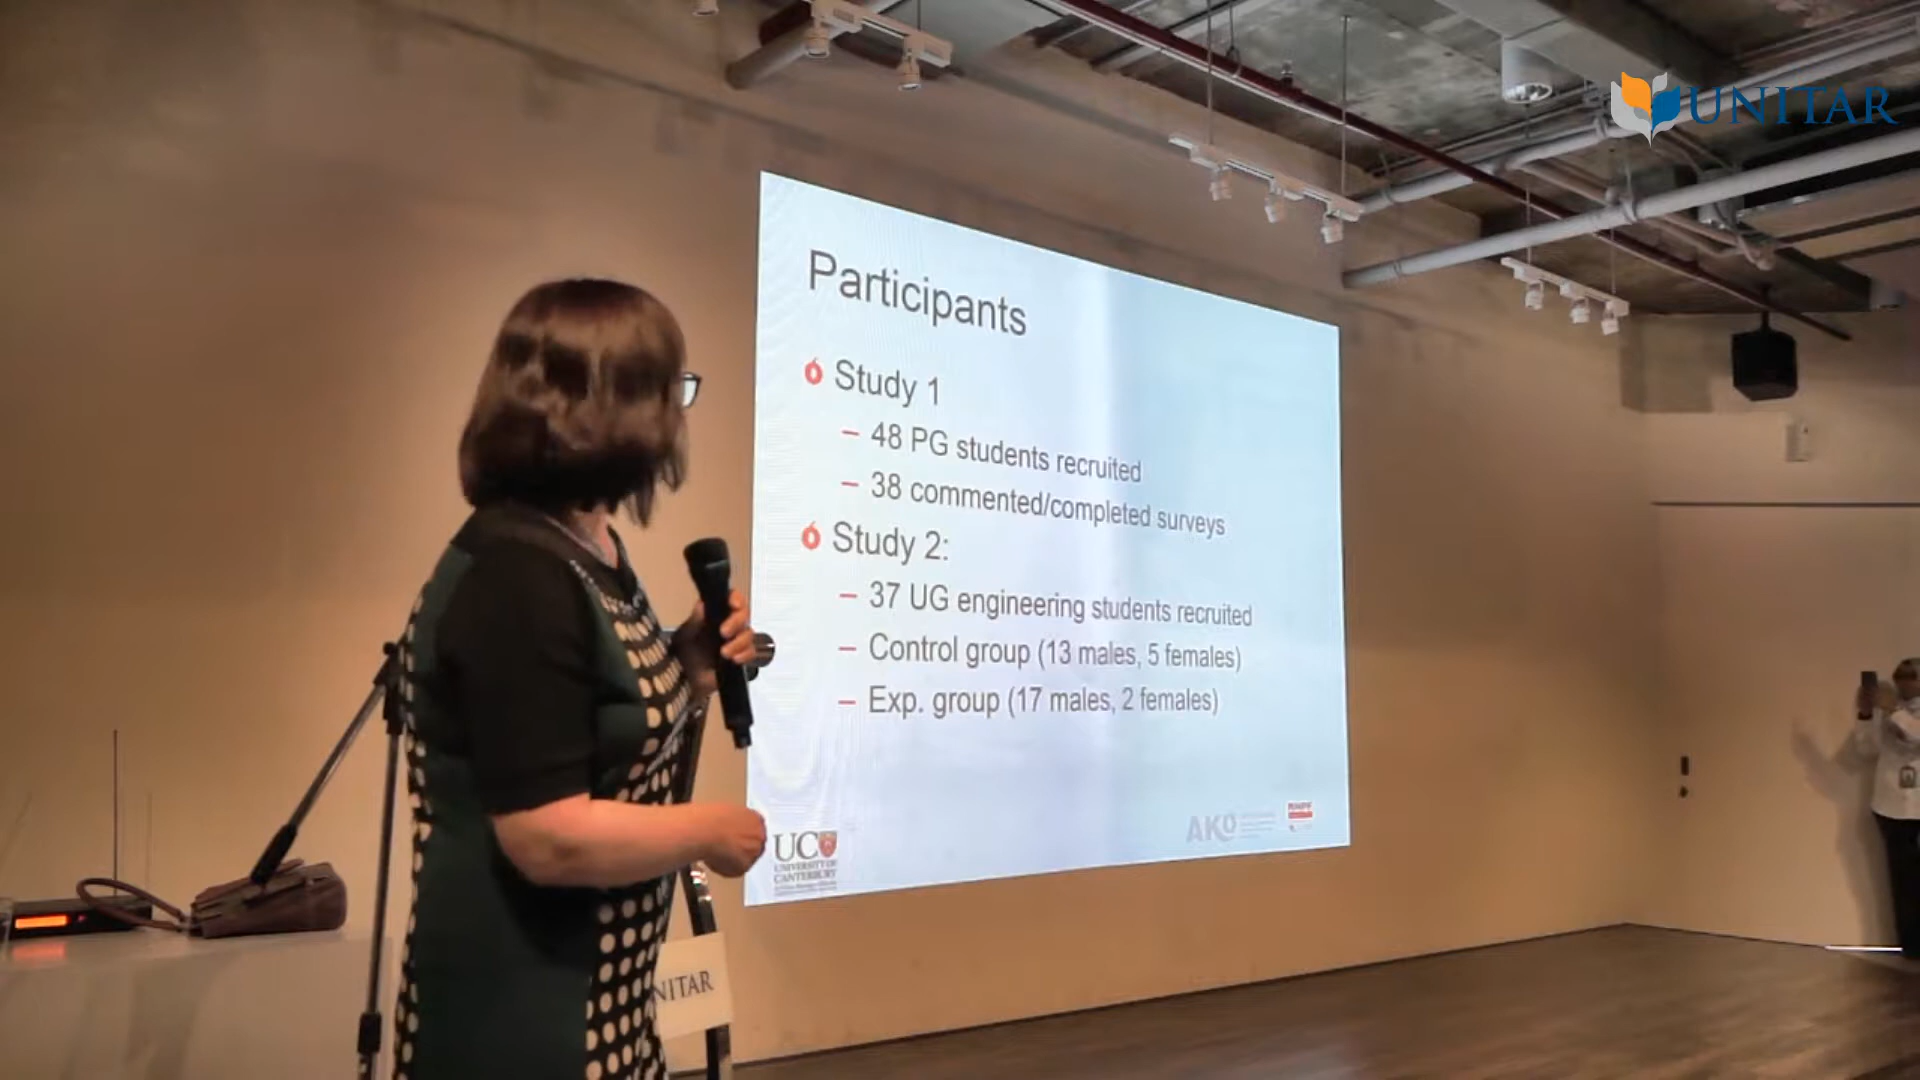 UNITAR
Participants
Study 1
– 48 PG students recruited
– 38 commented/completed surveys
Study 2:
– 37 UG engineering students recruited
– Control group (13 males, 5 females)
– Exp. group (17 males, 2 females)
UC
UNIVERSITY OF
CANTERBURY
AKO
NITAR